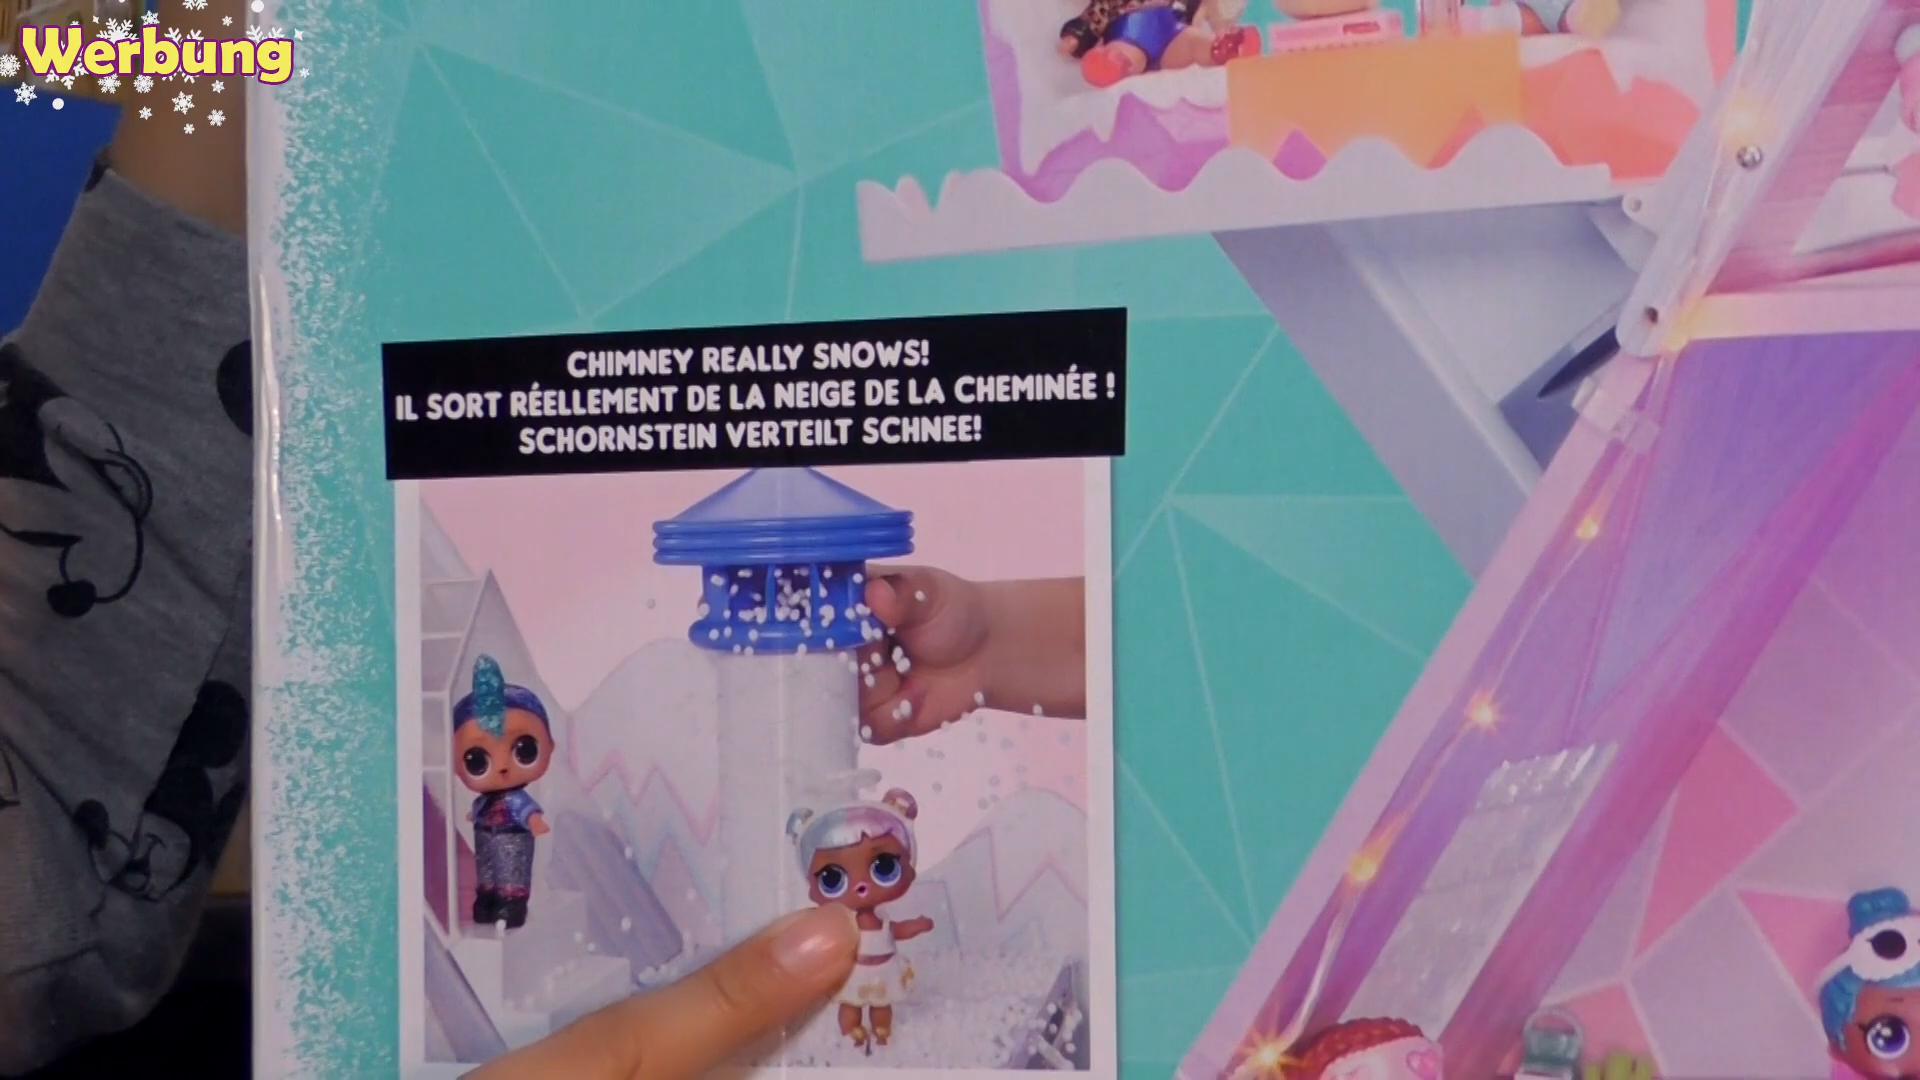 Werbung
CHIMNEY REALLY SNOWS!
IL SORT RÉELLEMENT DE LA NEIGE DE LA CHEMINÉE !
SCHORNSTEIN VERTEILT SCHNEE!